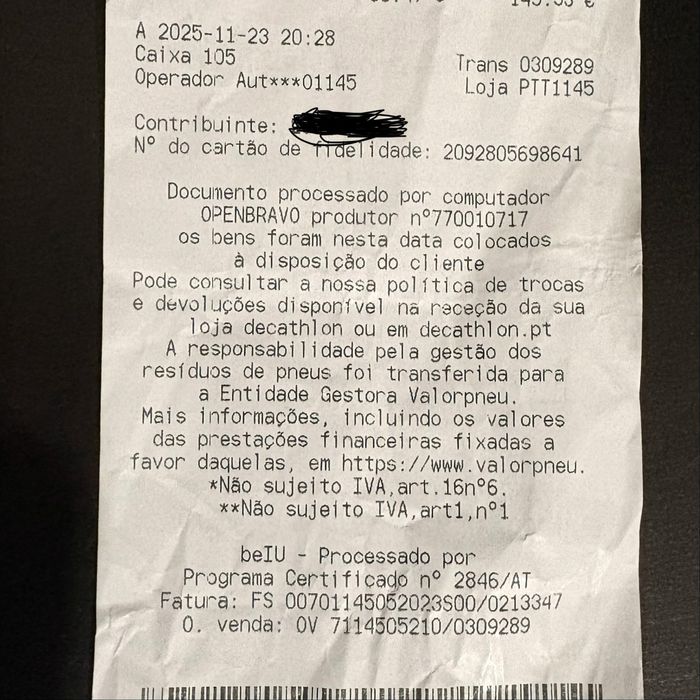 A 2025-11-23 20:28
Caixa 105 Trans 0309289
Operador Aut***01145 Loja PTT1145
Contribuinte:
Nº do cartão de fidelidade: 2092805698641
Documento processado por computador
OPENBRAVO produtor nº770010717
os bens foram nesta data colocados
à disposição do cliente
Pode consultar a nossa política de trocas
e devoluções disponível na receção da sua
loja decathlon ou em decathlon.pt
A responsabilidade pela gestão dos
resíduos de pneus foi transferida para
a Entidade Gestora Valorpneu.
Mais informações, incluindo os valores
das prestações financeiras fixadas a
favor daquelas, em https://www.valorpneu.
*Não sujeito IVA,art.16nº6.
**Não sujeito IVA,art1,nº1
beIU - Processado por
Programa Certificado nº 2846/AT
Fatura: FS 00701145052023S00/0213347
O. venda: OV 7114505210/0309289